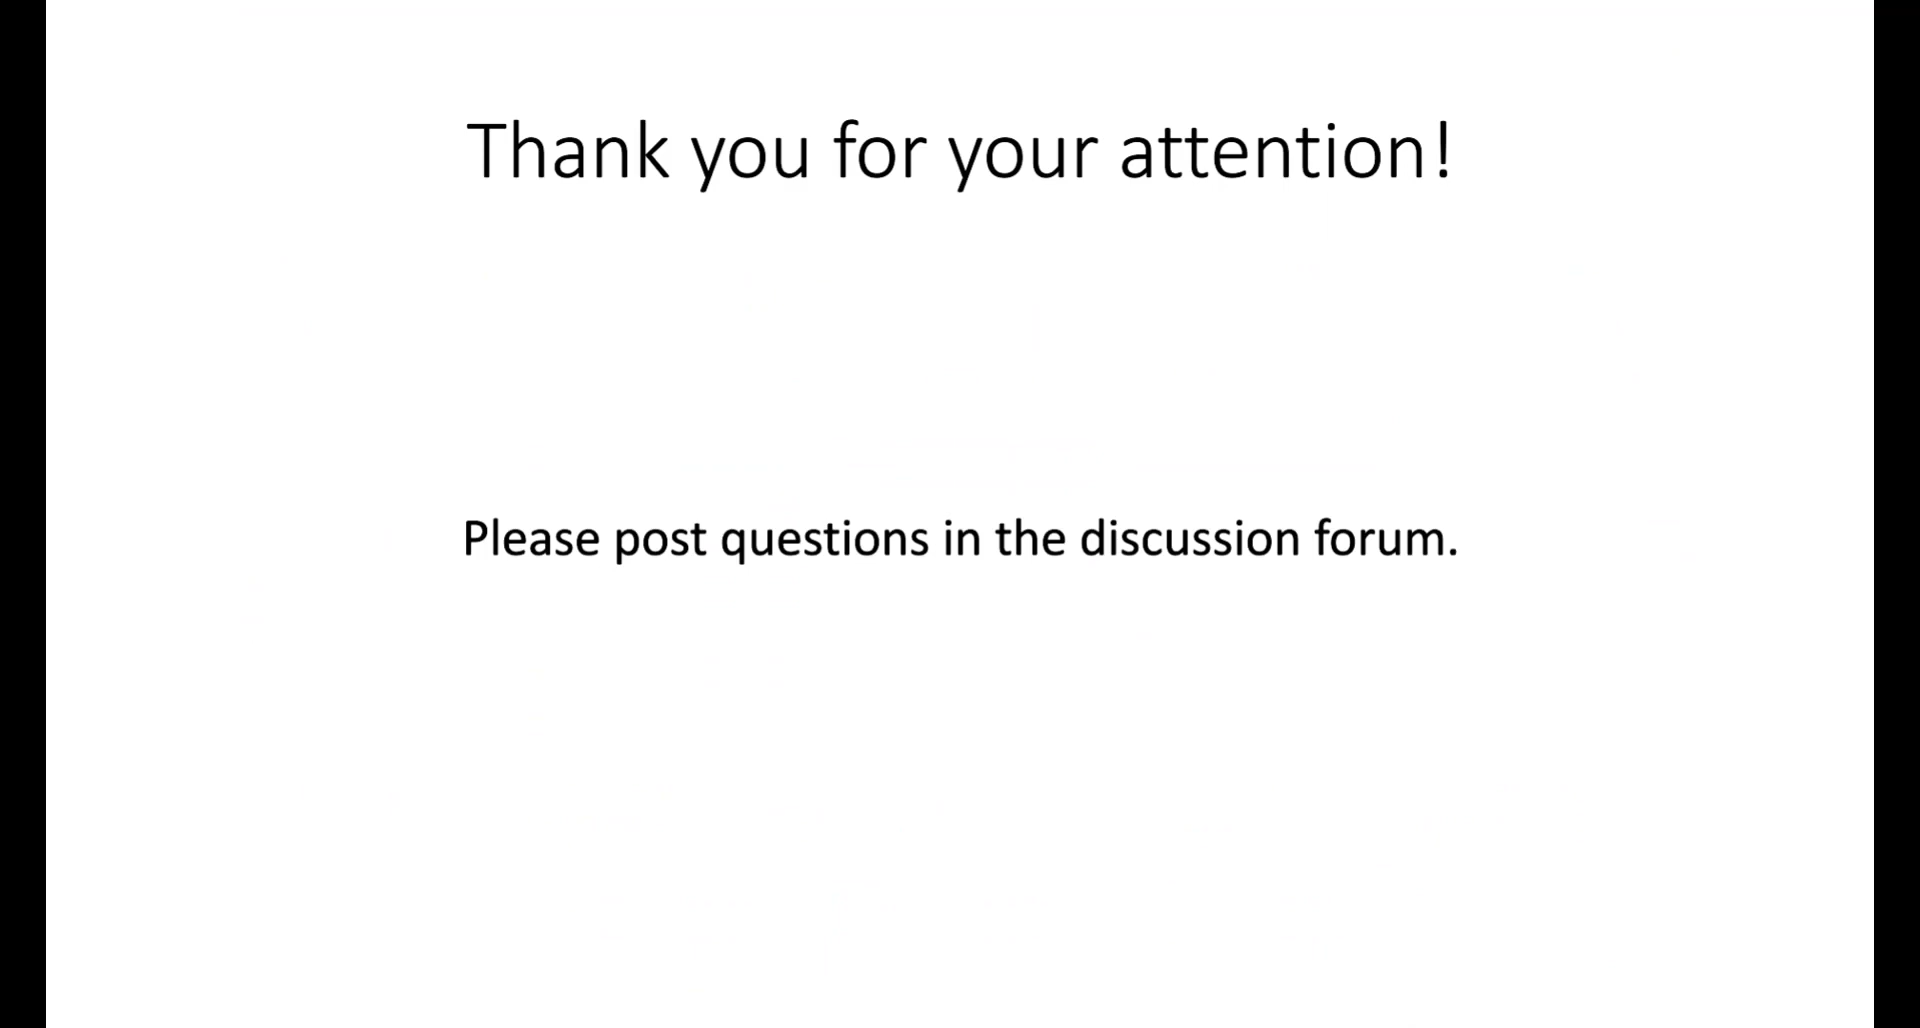 Thank you for your attention!
Please post questions in the discussion forum.